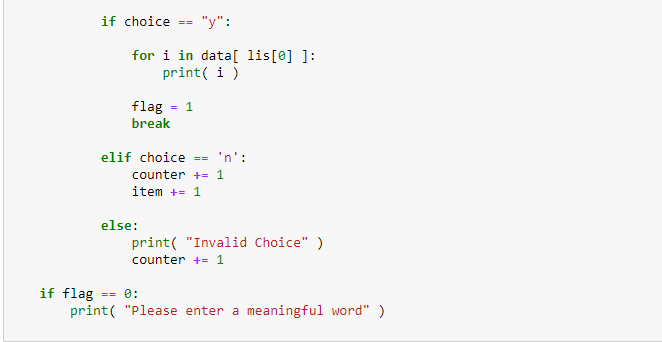 if choice == "y":
for i in data[ lis[0] ]:
print( i )
flag = 1
break
elif choice == 'n':
counter += 1
item += 1
else:
print( "Invalid Choice" )
counter += 1
if flag == 0:
print( "Please enter a meaningful word" )